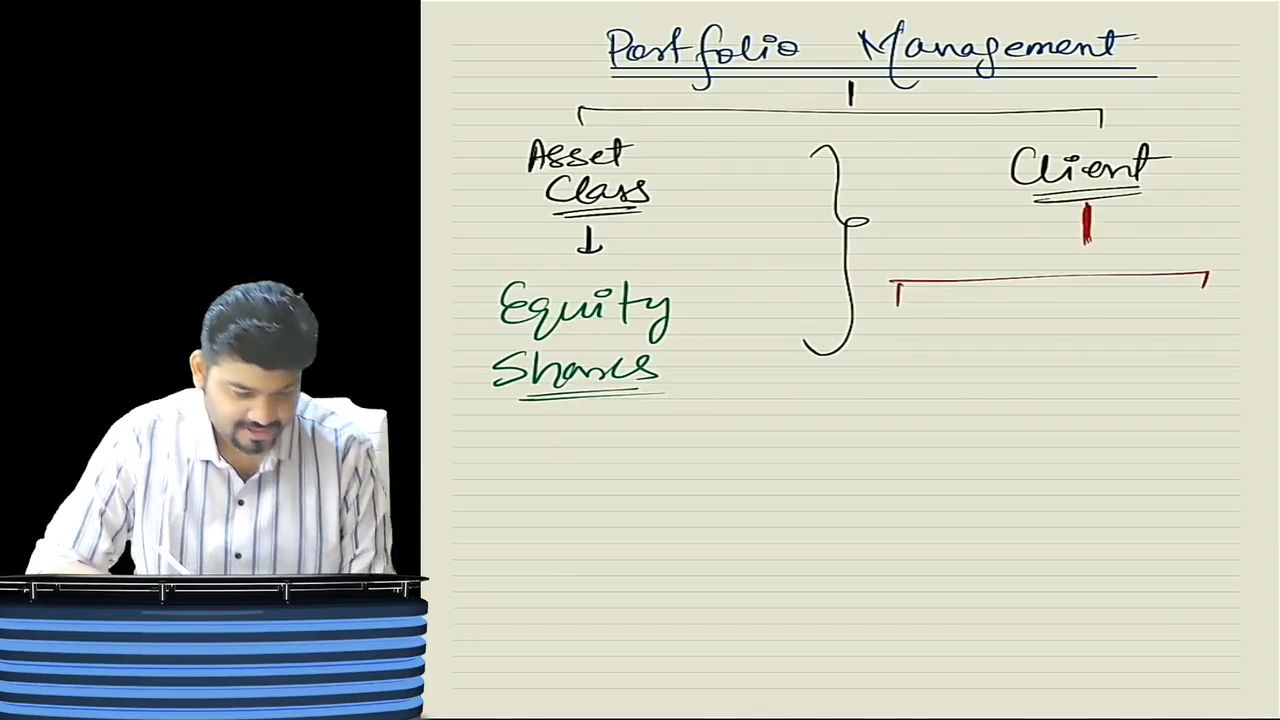 Portfolio Management
Asset
Class
Client
Equity
Shares